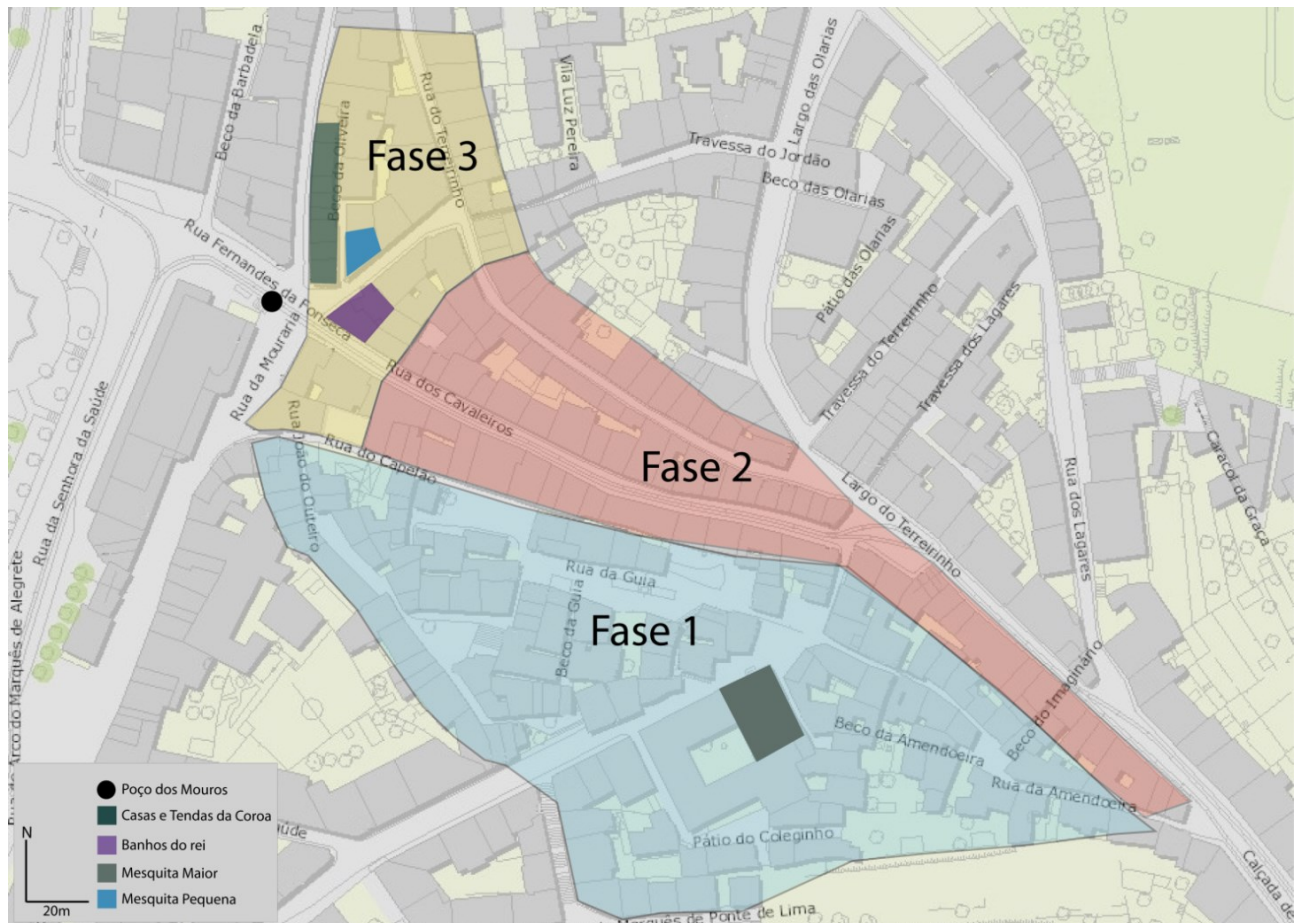 Beco da Barbadela
Rua do Terreirinho
Vila Luz Pereira
Largo das Olarias
Travessa do Jordão
Beco das Olarias
Beco da Oliveira
Fase 3
Rua Fernandes da Fonseca
Pátio das Olarias
Travessa do Terreirinho
Travessa dos Lagares
Rua da Mouraria
Rua dos Cavaleiros
Rua da Senhora da Saúde
Rua João do Outeiro
Rua do Capelão
Fase 2
Largo do Terreirinho
Rua dos Lagares
Caracol da Graça
Rua do Arco do Marquês de Alegrete
Rua da Guia
Beco da Guia
Fase 1
Beco do Imaginário
Beco da Amendoeira
Rua da Amendoeira
Pátio do Coleginho
Calçada de
Marquês de Ponte de Lima
aúde
Poço dos Mouros
Casas e Tendas da Coroa
Banhos do rei
Mesquita Maior
Mesquita Pequena
N
20m